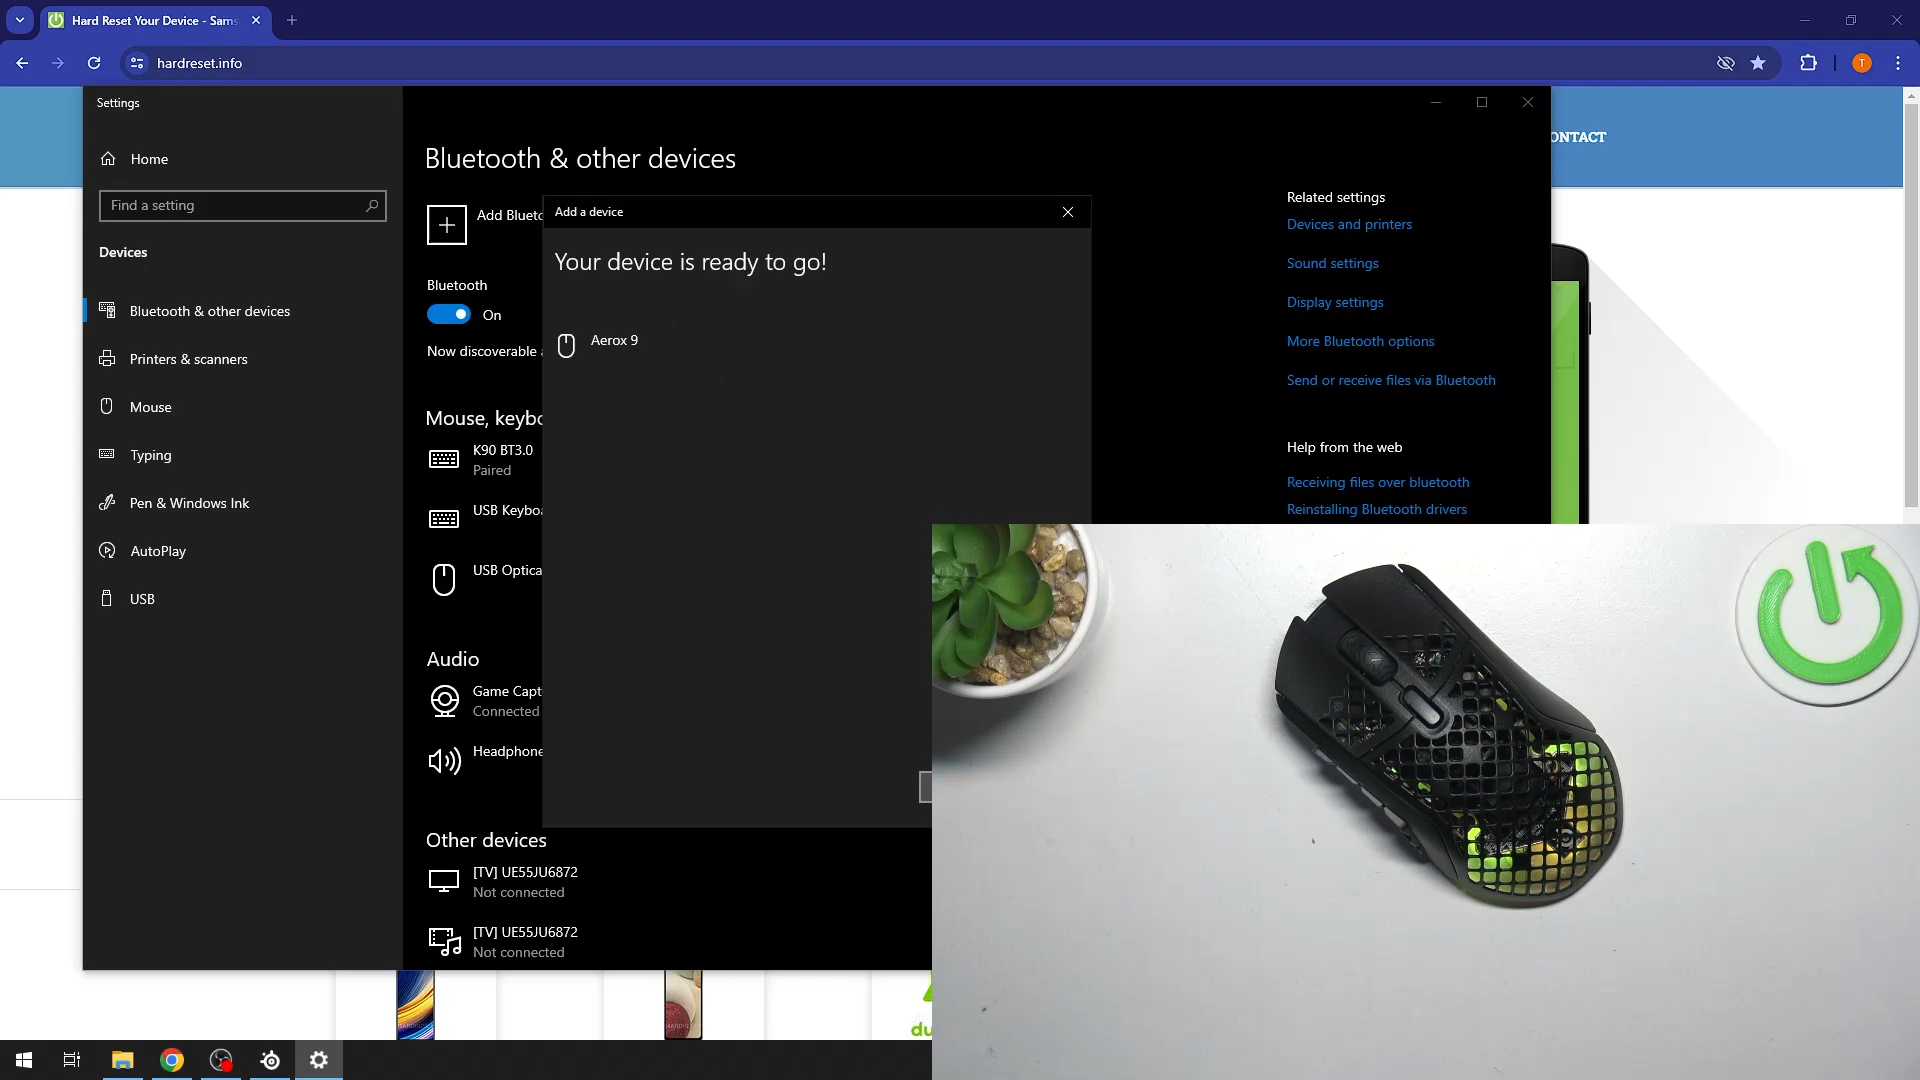 Hard Reset Your Device - Sams
hardreset.info
T
CONTACT
Settings
Home
Find a setting
Devices
Bluetooth & other devices
Printers & scanners
Mouse
Typing
Pen & Windows Ink
AutoPlay
USB
Bluetooth & other devices
Add Blueto
Bluetooth
On
Now discoverable a
Mouse, keybo
K90 BT3.0
Paired
USB Keyboa
USB Optica
Audio
Game Capt
Connected
Headphone
Other devices
[TV] UE55JU6872
Not connected
[TV] UE55JU6872
Not connected
Add a device
Your device is ready to go!
Aerox 9
Related settings
Devices and printers
Sound settings
Display settings
More Bluetooth options
Send or receive files via Bluetooth
Help from the web
Receiving files over bluetooth
Reinstalling Bluetooth drivers
du